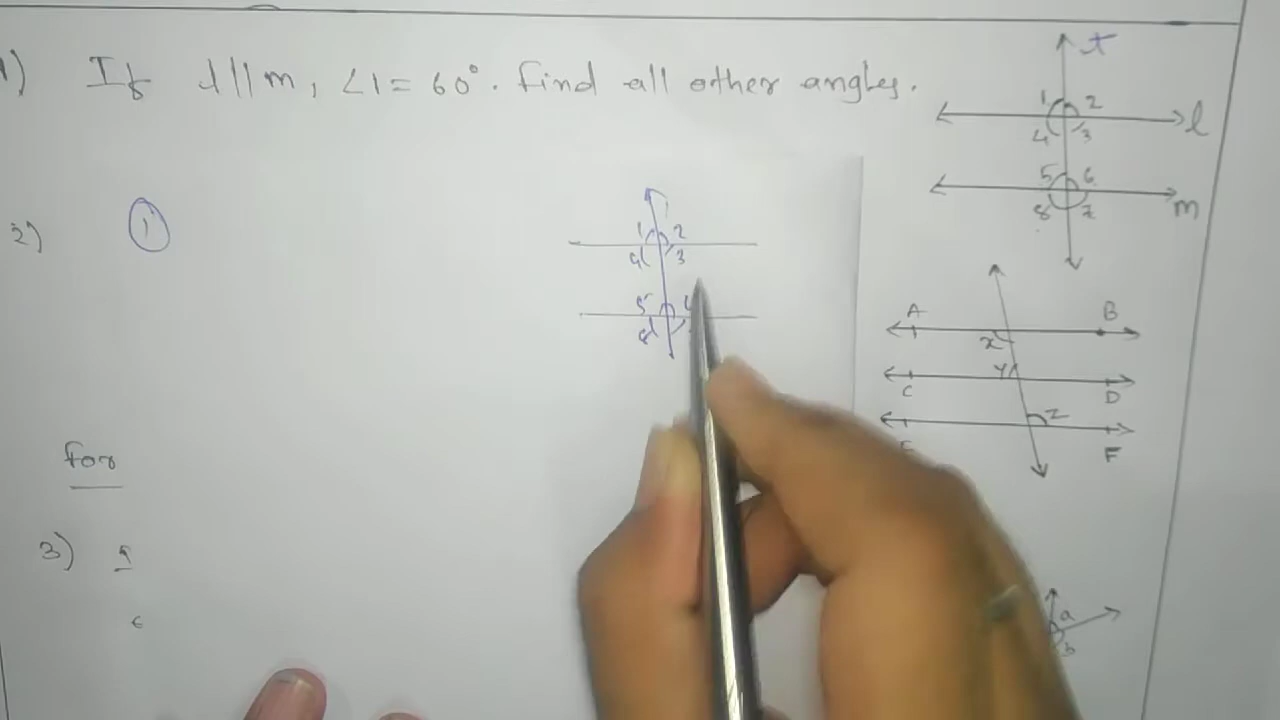 1) If l||m, ∠1 = 60°. Find all other angles.
t
1 2
l
4 3
5 6
m
8 7
2) 1
1 2
4 3
5
8
A B
x
y
C D
z
E F
for
3) 1
a
b